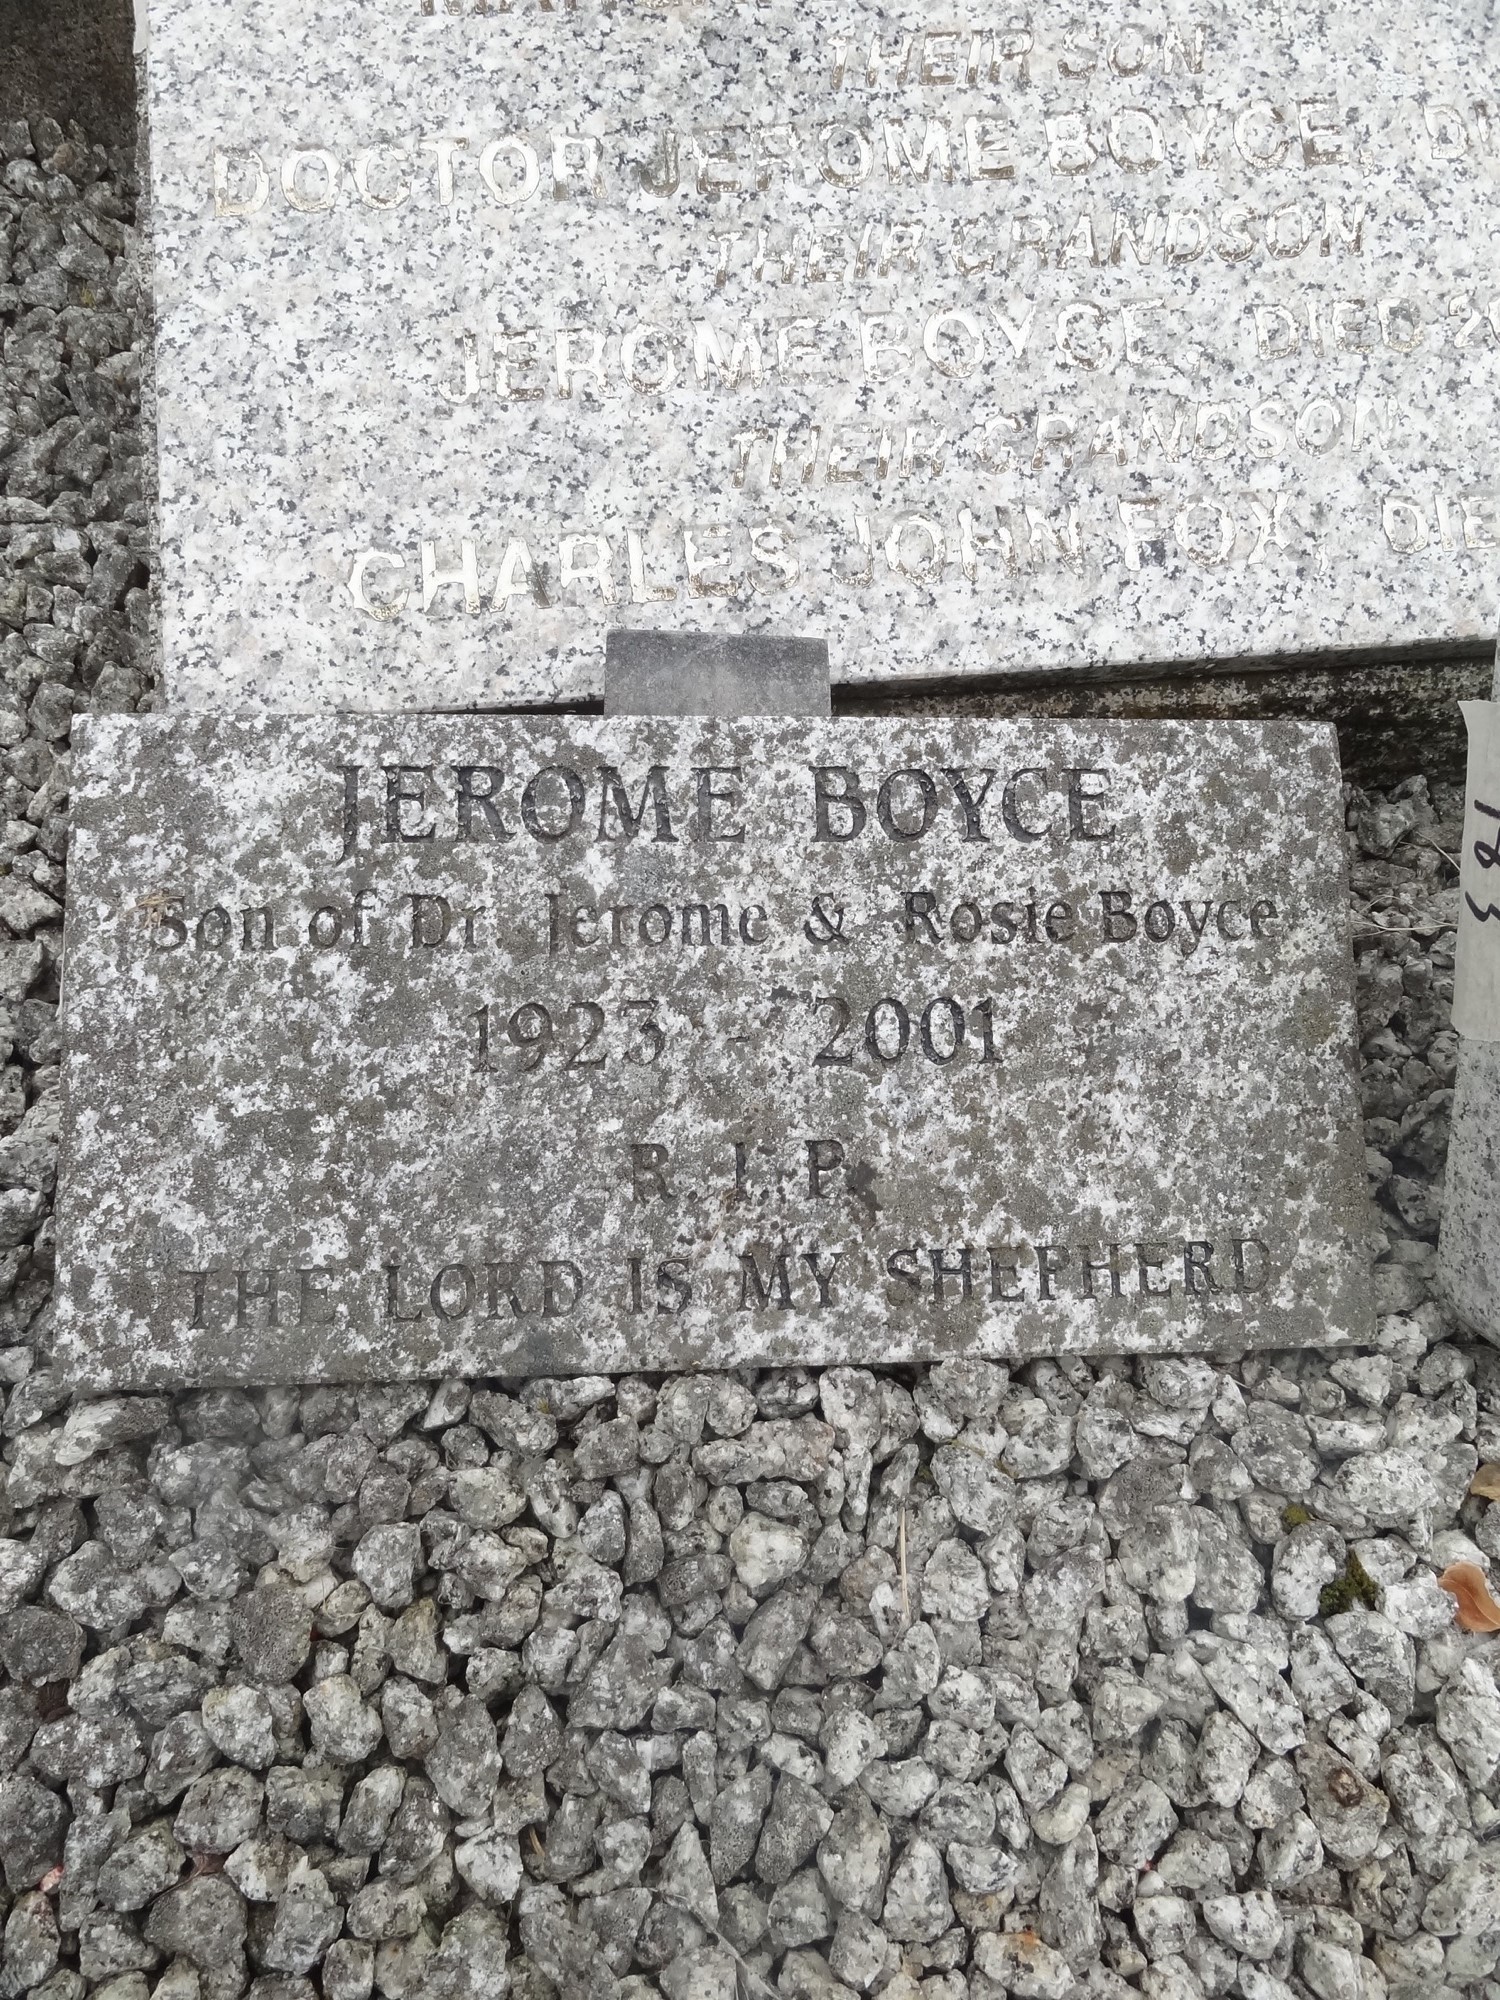 THEIR SON
DOCTOR JEROME BOYCE,
THEIR GRANDSON
JEROME BOYCE, DIED
THEIR GRANDSON
CHARLES JOHN FOX,
JEROME BOYCE
Son of Dr. Jerome & Rosie Boyce
1923 - 2001
R. I. P.
THE LORD IS MY SHEPHERD
183